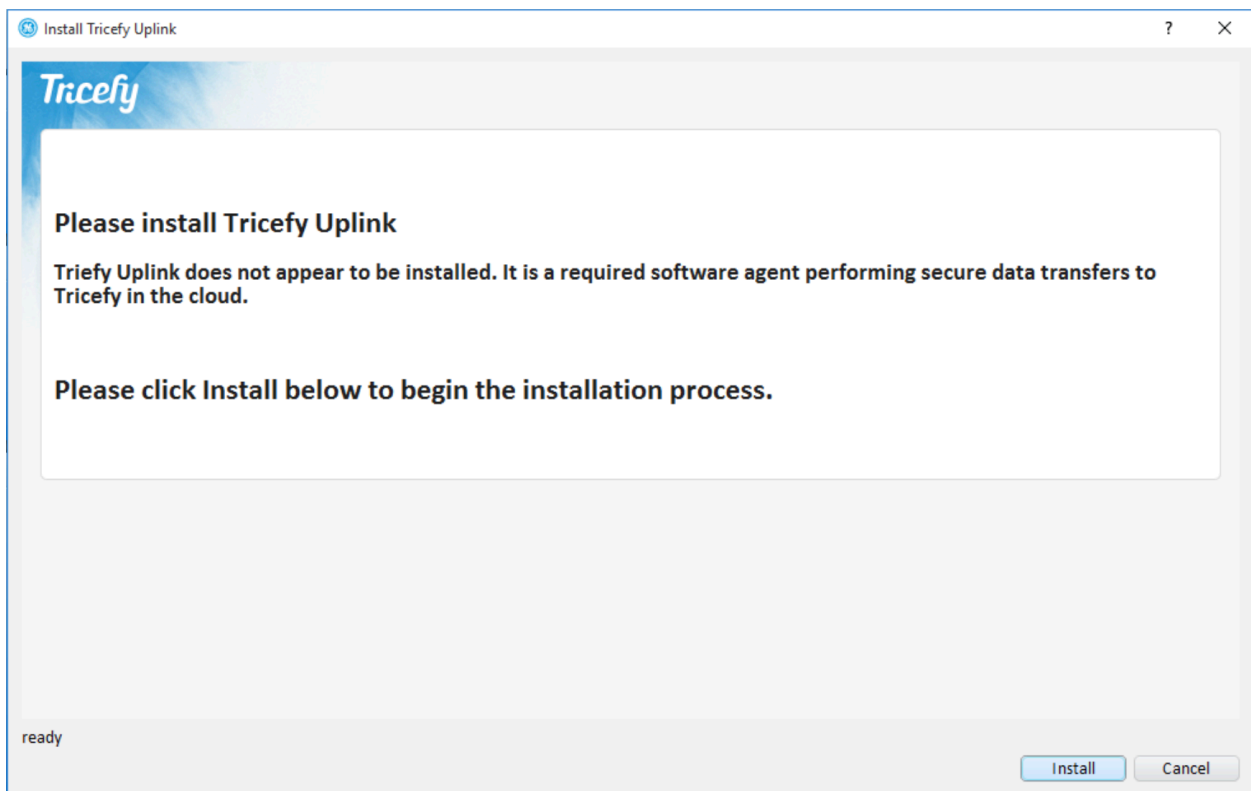 Install Tricefy Uplink
?
Tricefy
Please install Tricefy Uplink
Triefy Uplink does not appear to be installed. It is a required software agent performing secure data transfers to
Tricefy in the cloud.
Please click Install below to begin the installation process.
ready
Install
Cancel